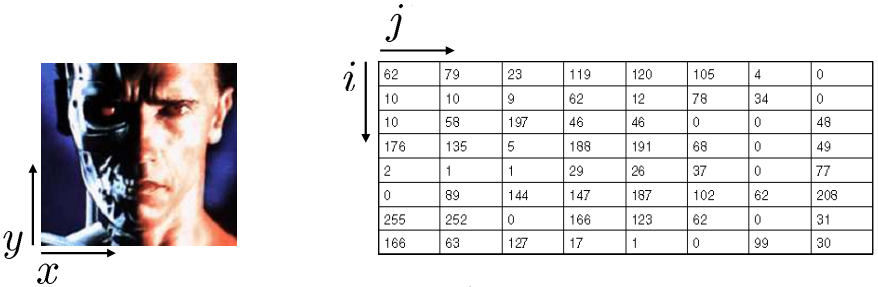 j
i
62 79 23 119 120 105 4 0
10 10 9 62 12 78 34 0
10 58 197 46 46 0 0 48
176 135 5 188 191 68 0 49
2 1 1 29 26 37 0 77
0 89 144 147 187 102 62 208
255 252 0 166 123 62 0 31
166 63 127 17 1 0 99 30
y
x